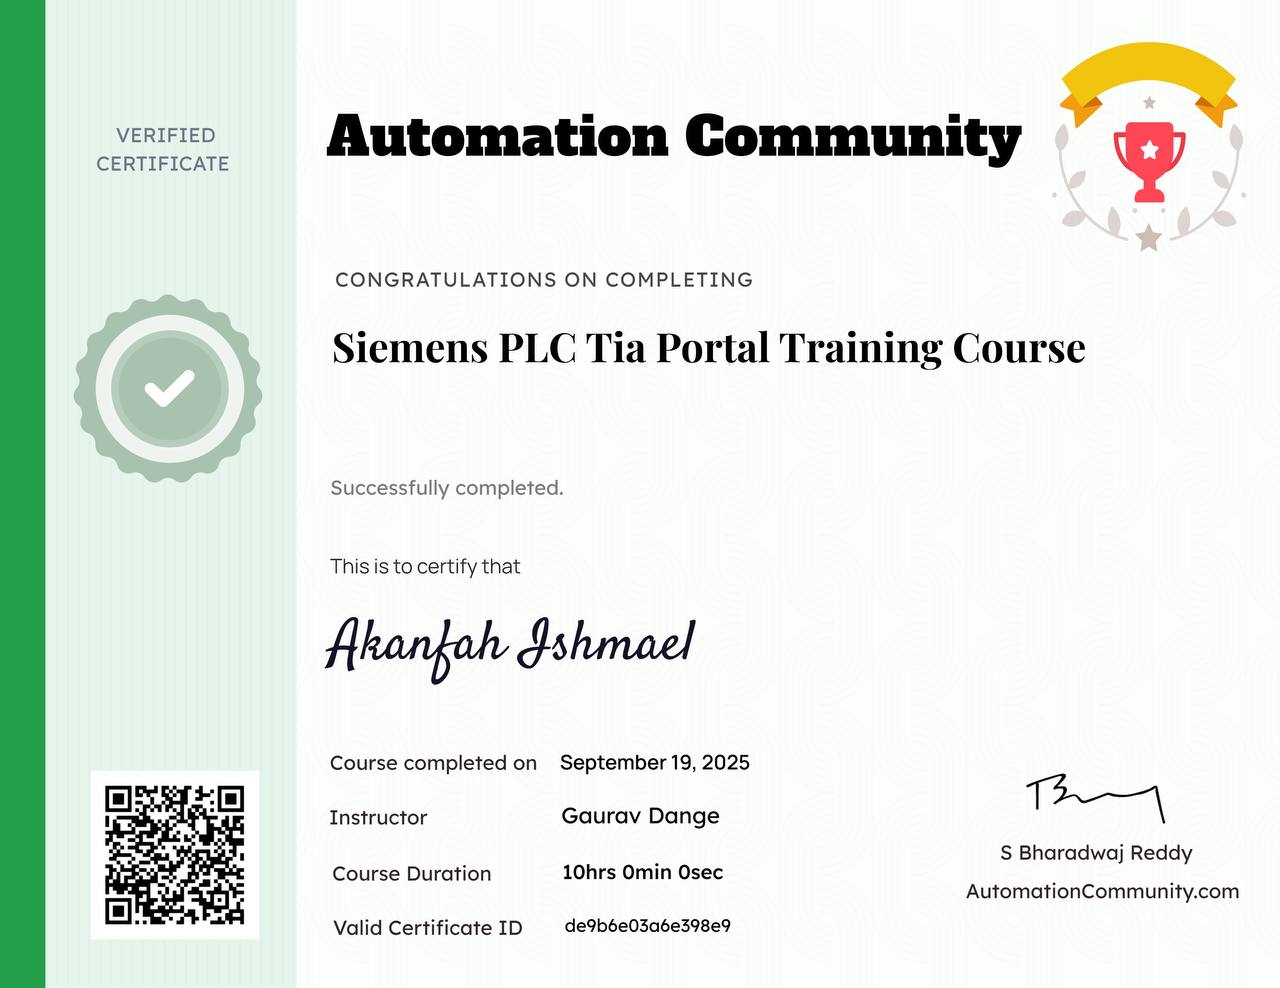 VERIFIED
CERTIFICATE
Automation Community
CONGRATULATIONS ON COMPLETING
Siemens PLC Tia Portal Training Course
Successfully completed.
This is to certify that
Akanfah Ishmael
Course completed on September 19, 2025
Instructor Gaurav Dange
Course Duration 10hrs 0min 0sec
Valid Certificate ID de9b6e03a6e398e9
S Bharadwaj Reddy
AutomationCommunity.com